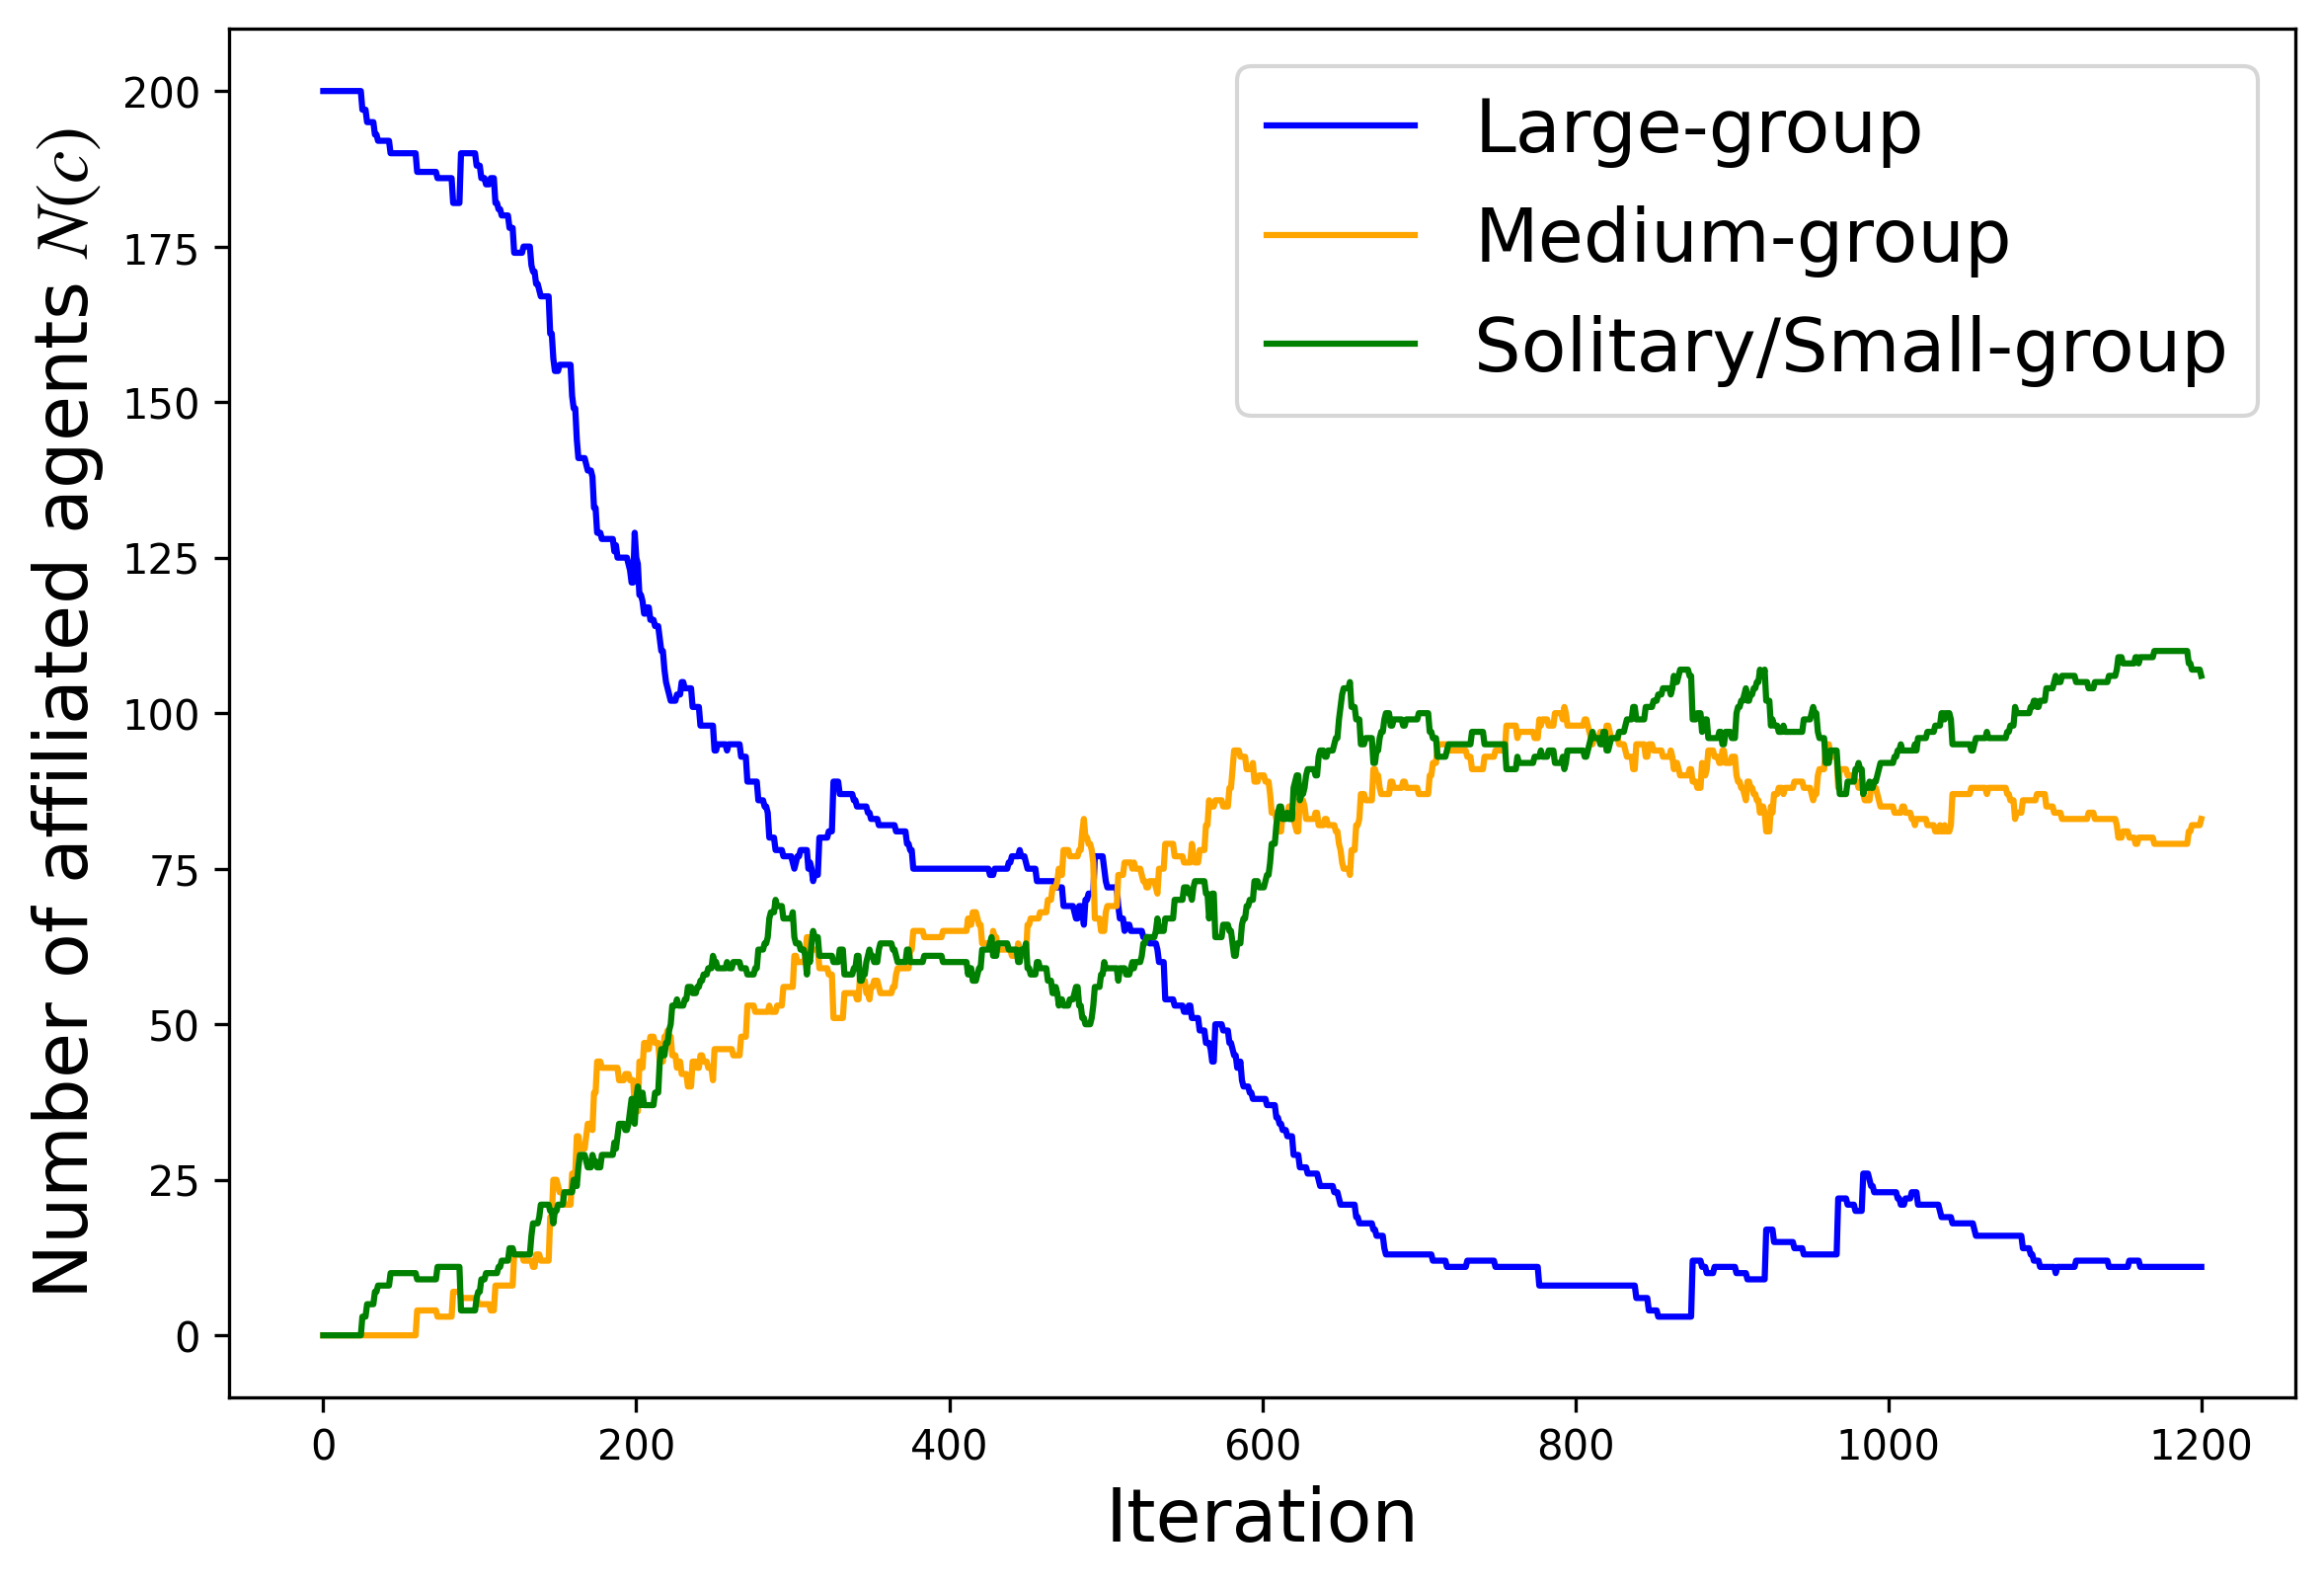 Number of affiliated agents N(c)
200
175
150
125
100
75
50
25
0
Large-group
Medium-group
Solitary/Small-group
0 200 400 600 800 1000 1200
Iteration